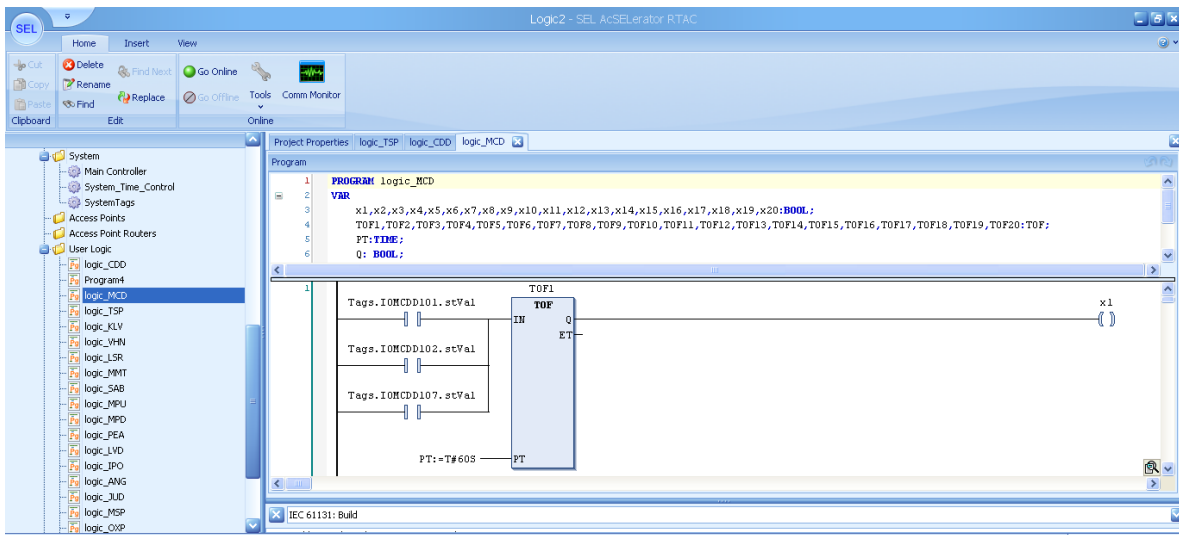 SEL
Logic2 - SEL AcSELerator RTAC
Home Insert View
Cut
Copy
Paste
Delete
Rename
Find
Find Next
Replace
Go Online
Go Offline
Tools
Comm Monitor
Clipboard Edit Online
System
Main Controller
System_Time_Control
SystemTags
Access Points
Access Point Routers
User Logic
logic_CDD
Program4
logic_MCD
logic_TSP
logic_KLV
logic_VHN
logic_LSR
logic_MMT
logic_SAB
logic_MPU
logic_MPD
logic_PEA
logic_LVD
logic_IPO
logic_ANG
logic_JUD
logic_MSP
logic_OXP
Project Properties logic_TSP logic_CDD logic_MCD
Program
1 PROGRAM logic_MCD
2 VAR
3 x1,x2,x3,x4,x5,x6,x7,x8,x9,x10,x11,x12,x13,x14,x15,x16,x17,x18,x19,x20:BOOL;
4 TOF1,TOF2,TOF3,TOF4,TOF5,TOF6,TOF7,TOF8,TOF9,TOF10,TOF11,TOF12,TOF13,TOF14,TOF15,TOF16,TOF17,TOF18,TOF19,TOF20:TOF;
5 PT:TIME;
6 Q: BOOL;
1
TOF1
Tags.IOMCDD101.stVal TOF x1
IN Q
ET
Tags.IOMCDD102.stVal
Tags.IOMCDD107.stVal
PT:=T#60S PT
IEC 61131: Build